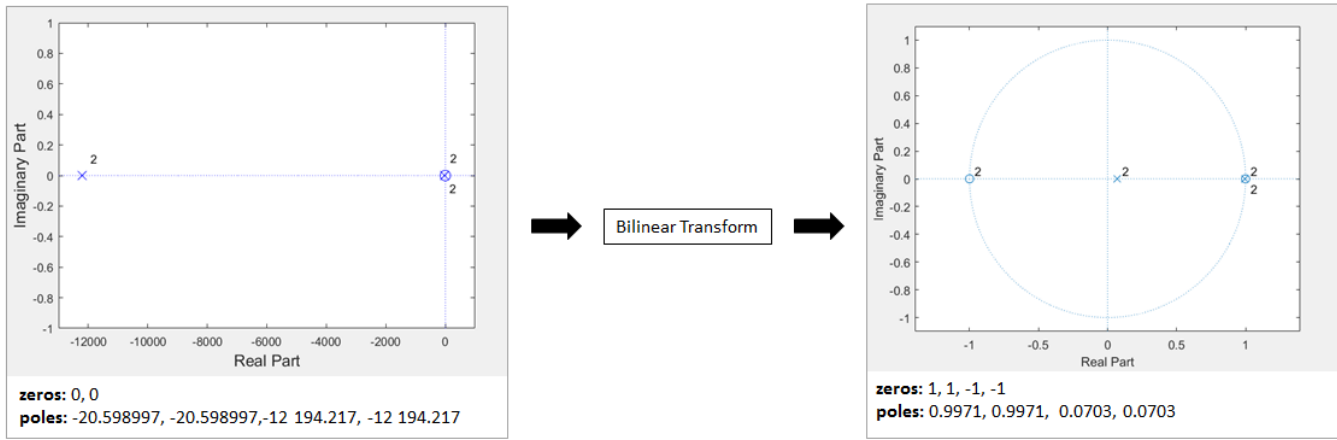 1
0.8
0.6
0.4
0.2
0
-0.2
-0.4
-0.6
-0.8
-1
Imaginary Part
2
2
2
-12000 -10000 -8000 -6000 -4000 -2000 0
Real Part
zeros: 0, 0
poles: -20.598997, -20.598997,-12 194.217, -12 194.217
Bilinear Transform
1
0.8
0.6
0.4
0.2
0
-0.2
-0.4
-0.6
-0.8
-1
Imaginary Part
2
2
2
2
-1 -0.5 0 0.5 1
Real Part
zeros: 1, 1, -1, -1
poles: 0.9971, 0.9971, 0.0703, 0.0703